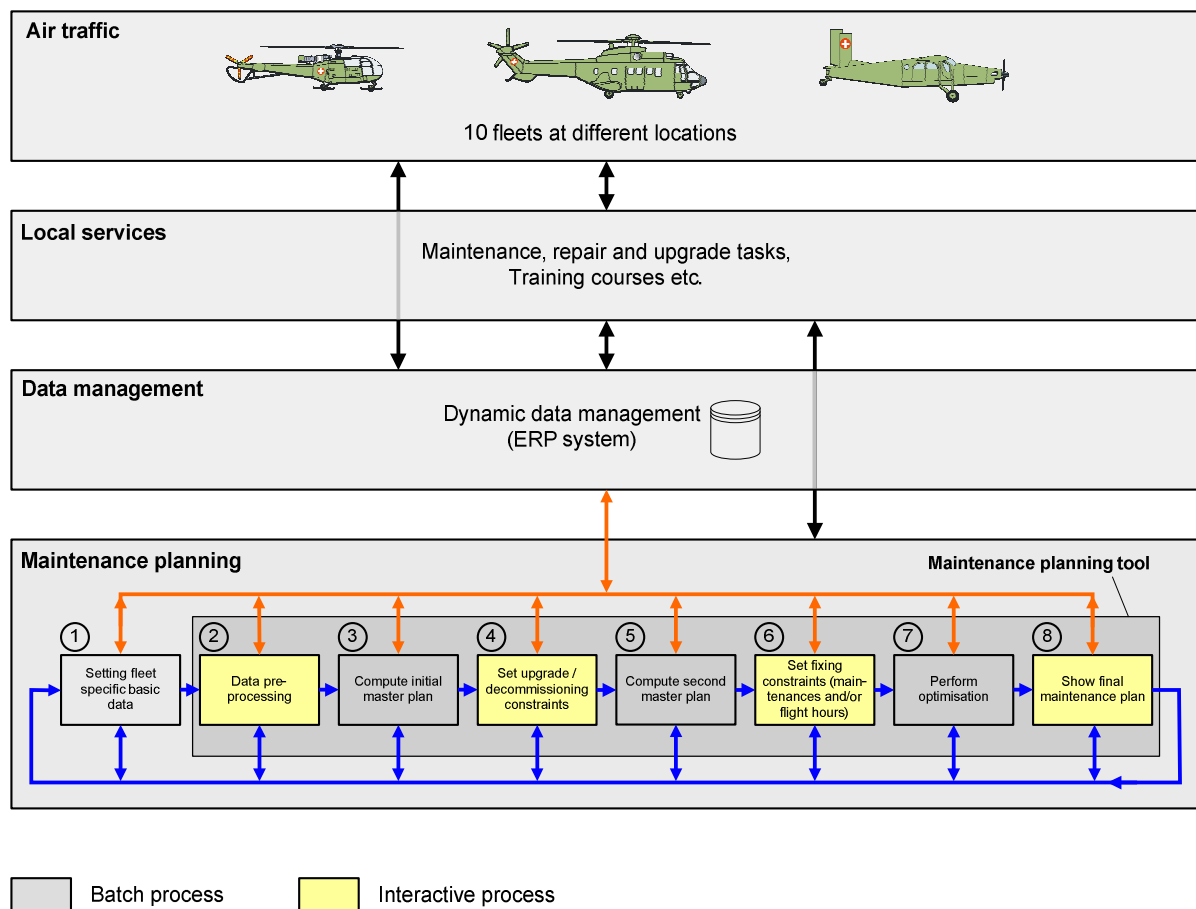 Air traffic
10 fleets at different locations
Local services
Maintenance, repair and upgrade tasks,
Training courses etc.
Data management
Dynamic data management
(ERP system)
Maintenance planning
Maintenance planning tool
1
2
3
4
5
6
7
8
Setting fleet
specific basic
data
Data pre-
processing
Compute initial
master plan
Set upgrade /
decommissioning
constraints
Compute second
master plan
Set fixing
constraints (main-
tenances and/or
flight hours)
Perform
optimisation
Show final
maintenance plan
Batch process
Interactive process